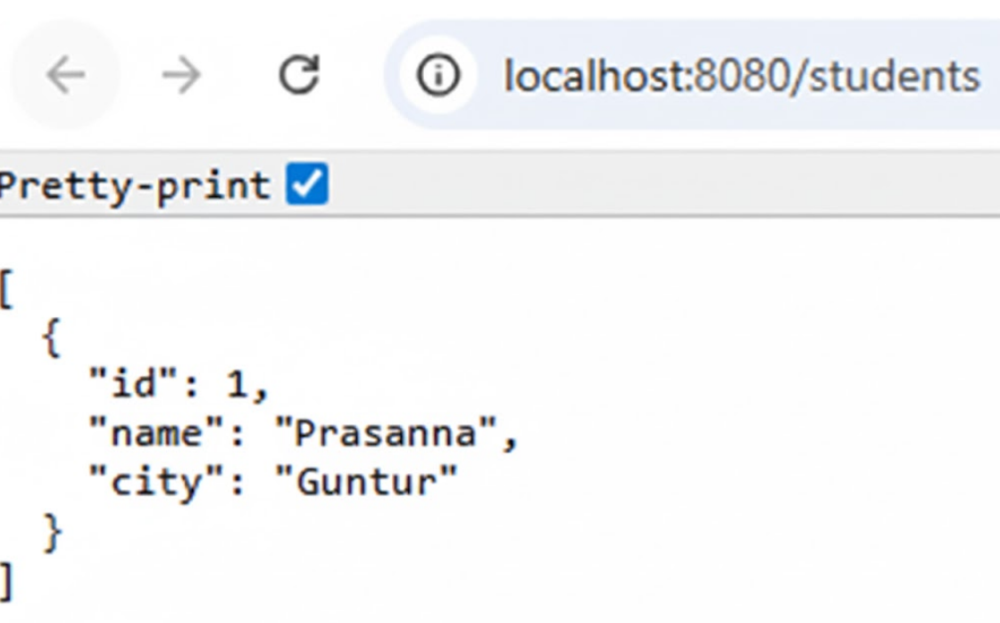 localhost:8080/students
Pretty-print
[
{
"id": 1,
"name": "Prasanna",
"city": "Guntur"
}
]